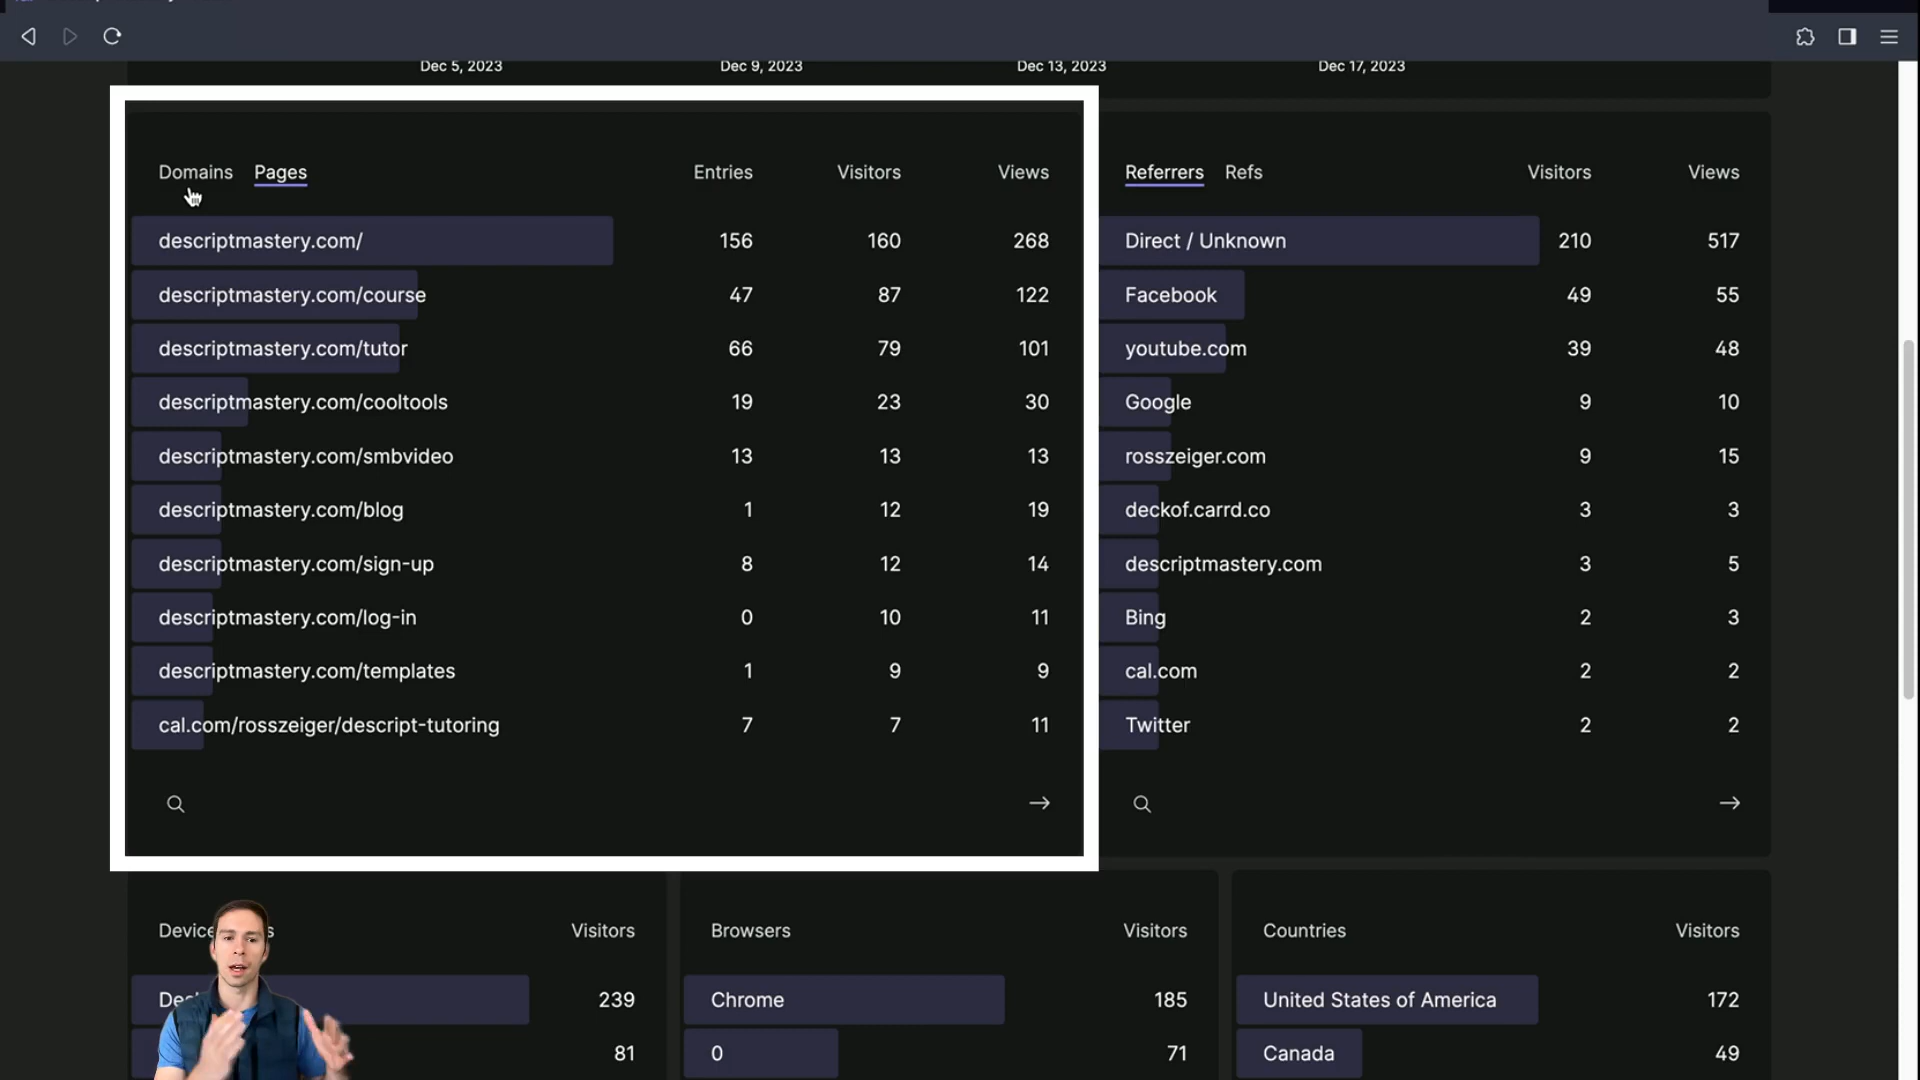 Dec 5, 2023 Dec 9, 2023 Dec 13, 2023 Dec 17, 2023
Domains Pages Entries Visitors Views
descriptmastery.com/ 156 160 268
descriptmastery.com/course 47 87 122
descriptmastery.com/tutor 66 79 101
descriptmastery.com/cooltools 19 23 30
descriptmastery.com/smbvideo 13 13 13
descriptmastery.com/blog 1 12 19
descriptmastery.com/sign-up 8 12 14
descriptmastery.com/log-in 0 10 11
descriptmastery.com/templates 1 9 9
cal.com/rosszeiger/descript-tutoring 7 7 11
Referrers Refs Visitors Views
Direct / Unknown 210 517
Facebook 49 55
youtube.com 39 48
Google 9 10
rosszeiger.com 9 15
deckof.carrd.co 3 3
descriptmastery.com 3 5
Bing 2 3
cal.com 2 2
Twitter 2 2
Visitors
239
81
Browsers Visitors
Chrome 185
0 71
Countries Visitors
United States of America 172
Canada 49